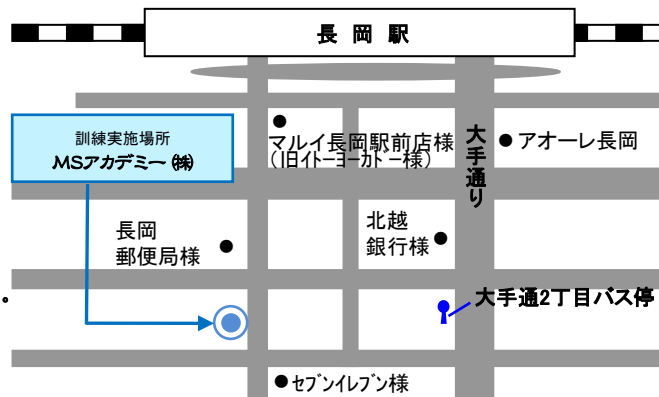 長岡駅
訓練実施場所
MSアカデミー㈱
マルイ長岡駅前店様
(旧イトーヨーカドー様)
大手通り
アオーレ長岡
長岡
郵便局様
北越
銀行様
。
大手通2丁目バス停
セブンイレブン様